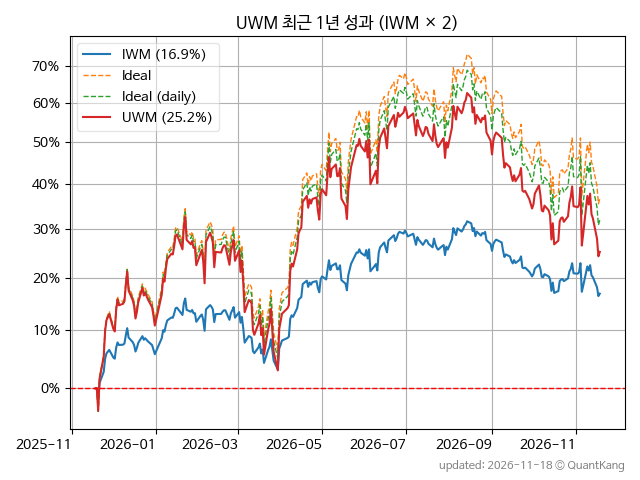 UWM 최근 1년 성과 (IWM × 2)
IWM (16.9%)
Ideal
Ideal (daily)
UWM (25.2%)
70%
60%
50%
40%
30%
20%
10%
0%
2025-11 2026-01 2026-03 2026-05 2026-07 2026-09 2026-11
updated: 2026-11-18 © QuantKang